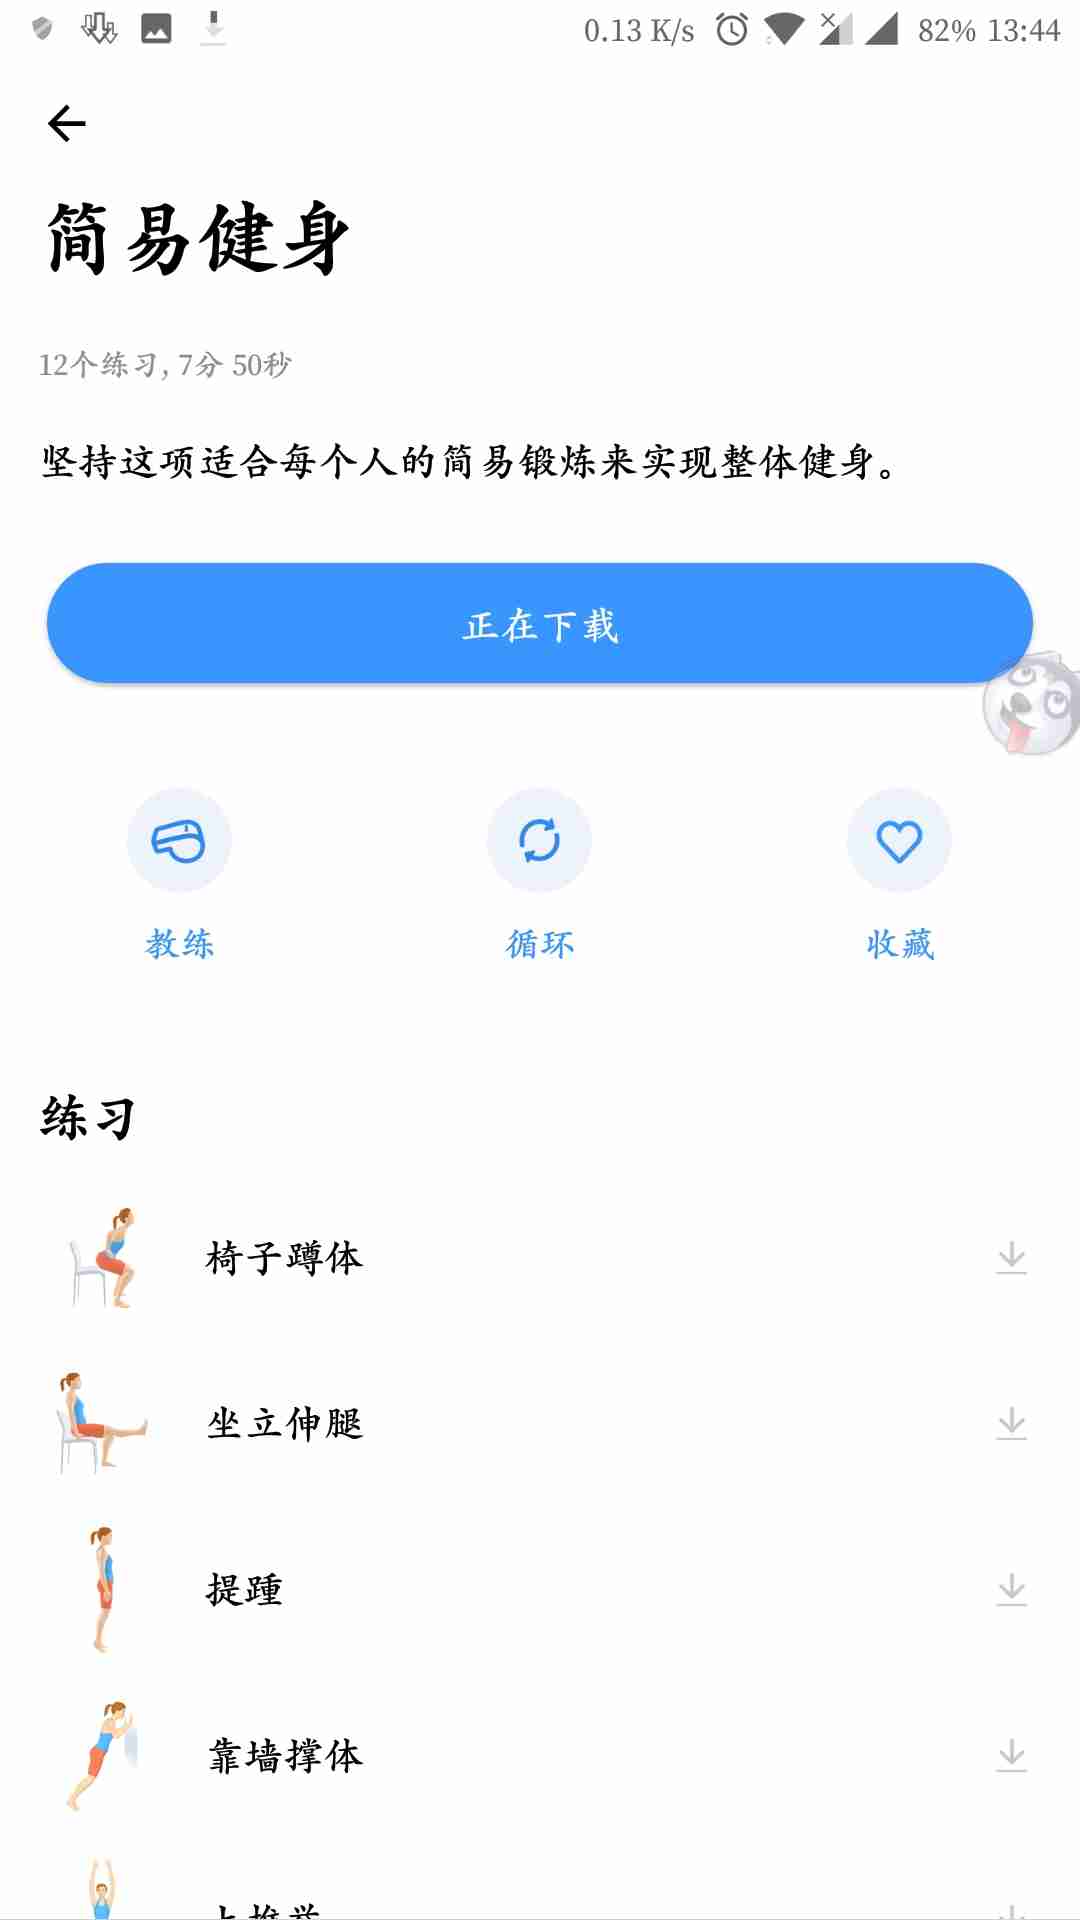 0.13 K/s 82% 13:44
简易健身
12个练习, 7分 50秒
坚持这项适合每个人的简易锻炼来实现整体健身。
正在下载
教练 循环 收藏
练习
椅子蹲体
坐立伸腿
提踵
靠墙撑体
上推举